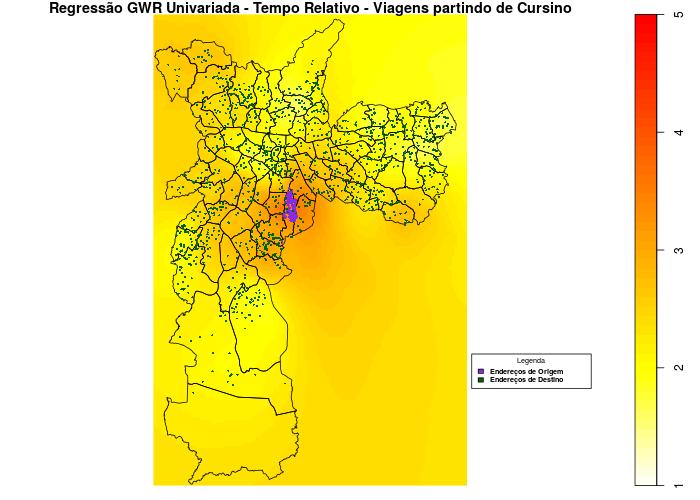 Regressão GWR Univariada - Tempo Relativo - Viagens partindo de Cursino
5
4
3
2
1
Legenda
Endereços de Origem
Endereços de Destino